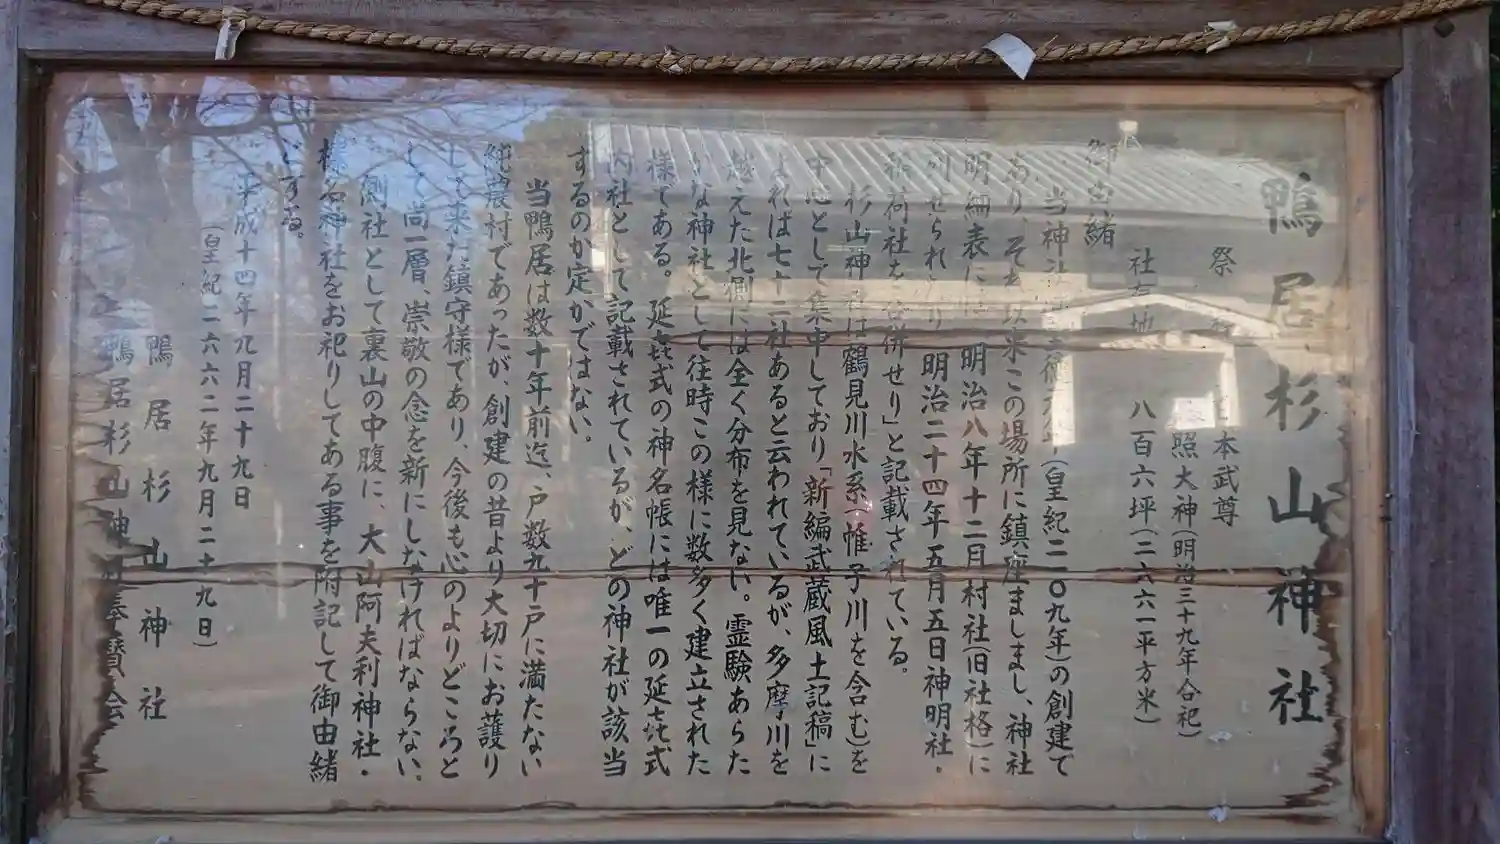 鴨居杉山神社
祭 日本武尊
照大神(明治三十九年合祀)
社 地 八百六坪(二六六一平方米)
御由緒
当神社 (皇紀二一〇九年)の創建で
あり、それ以来この場所に鎮座ましまし、神社
明細表に 明治八年十二月村社(旧社格)に
列せられ 明治二十四年五月五日神明社・
稲荷社を合併せり」と記載されている。
杉山神社は鶴見川水系(惟子川を含む)を
中心として集中しており「新編武蔵風土記稿」に
よれば七十二社あると云われているが、多摩川を
越えた北側には全く分布を見ない。霊験あらた
かな神社として往時この様に数多く建立された
様である。 延㐂式の神名帳には唯一の延㐂式
内社として記載されているが、どの神社が該当
するのか定かではない。
当鴨居は数十年前迄、戸数九十戸に満たない
純農村であったが、創建の昔より大切にお護り
して来た鎮守様であり、今後も心のよりどころと
して尚一層、崇敬の念を新にしなければならない。
側社として裏山の中腹に、大山阿夫利神社・
榛名神社をお祀りしてある事を附記して御由緒
とする。
平成十四年九月二十九日
(皇紀二六六二年九月二十九日)
鴨居杉山神社
鴨居杉山神社奉賛会